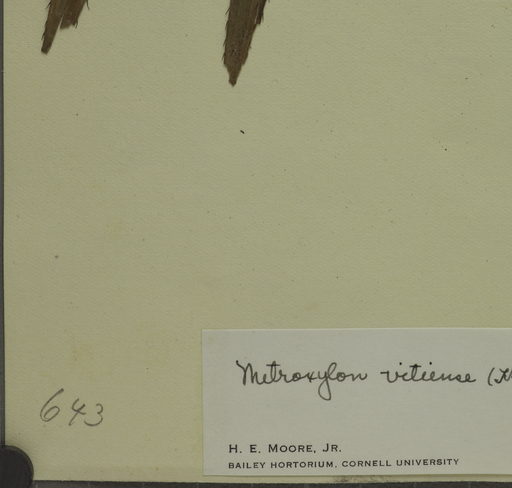 Metroxylon vitiense (
643
H. E. MOORE, JR.
BAILEY HORTORIUM, CORNELL UNIVERSITY